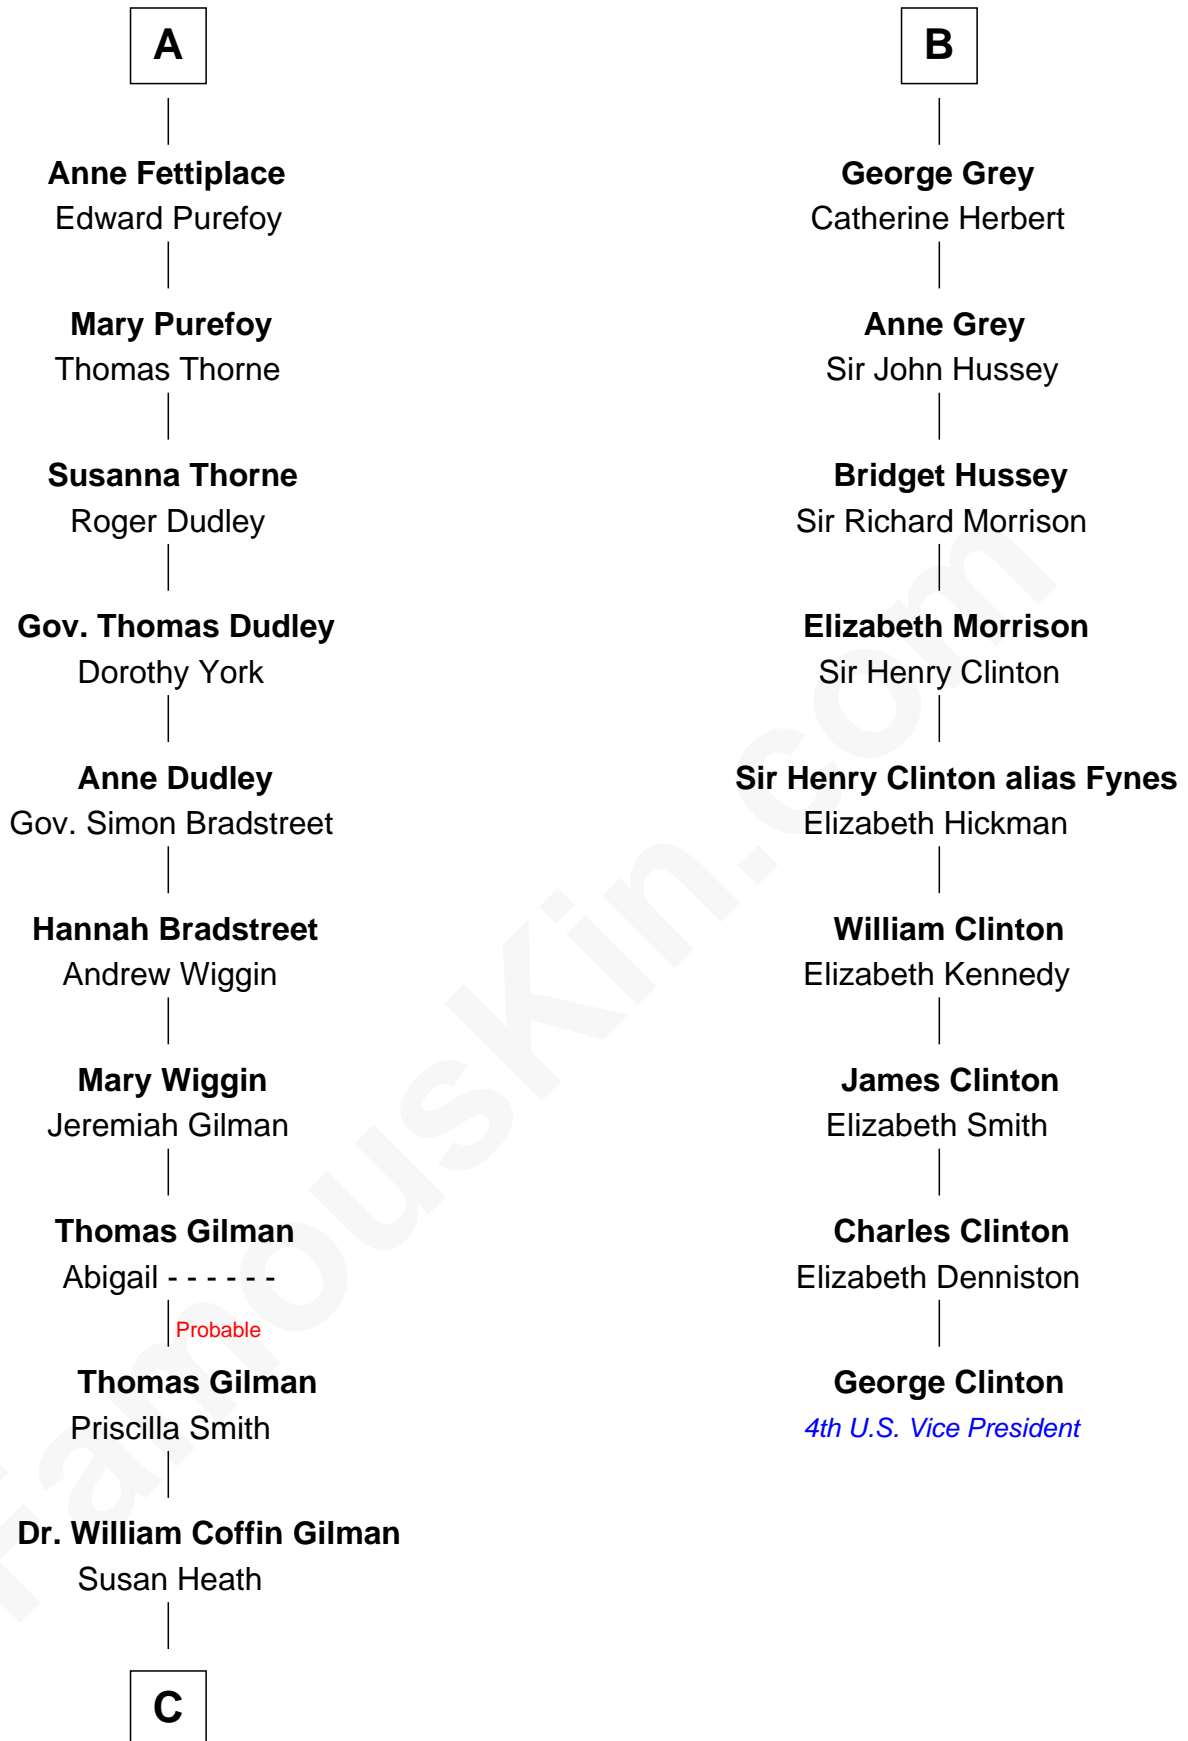 A
Anne Fettiplace
Edward Purefoy
Mary Purefoy
Thomas Thorne
Susanna Thorne
Roger Dudley
Gov. Thomas Dudley
Dorothy York
Anne Dudley
Gov. Simon Bradstreet
Hannah Bradstreet
Andrew Wiggin
Mary Wiggin
Jeremiah Gilman
Thomas Gilman
Abigail - - - - - -
Probable
Thomas Gilman
Priscilla Smith
Dr. William Coffin Gilman
Susan Heath
C
B
George Grey
Catherine Herbert
Anne Grey
Sir John Hussey
Bridget Hussey
Sir Richard Morrison
Elizabeth Morrison
Sir Henry Clinton
Sir Henry Clinton alias Fynes
Elizabeth Hickman
William Clinton
Elizabeth Kennedy
James Clinton
Elizabeth Smith
Charles Clinton
Elizabeth Denniston
George Clinton
4th U.S. Vice President
FamousKin.com